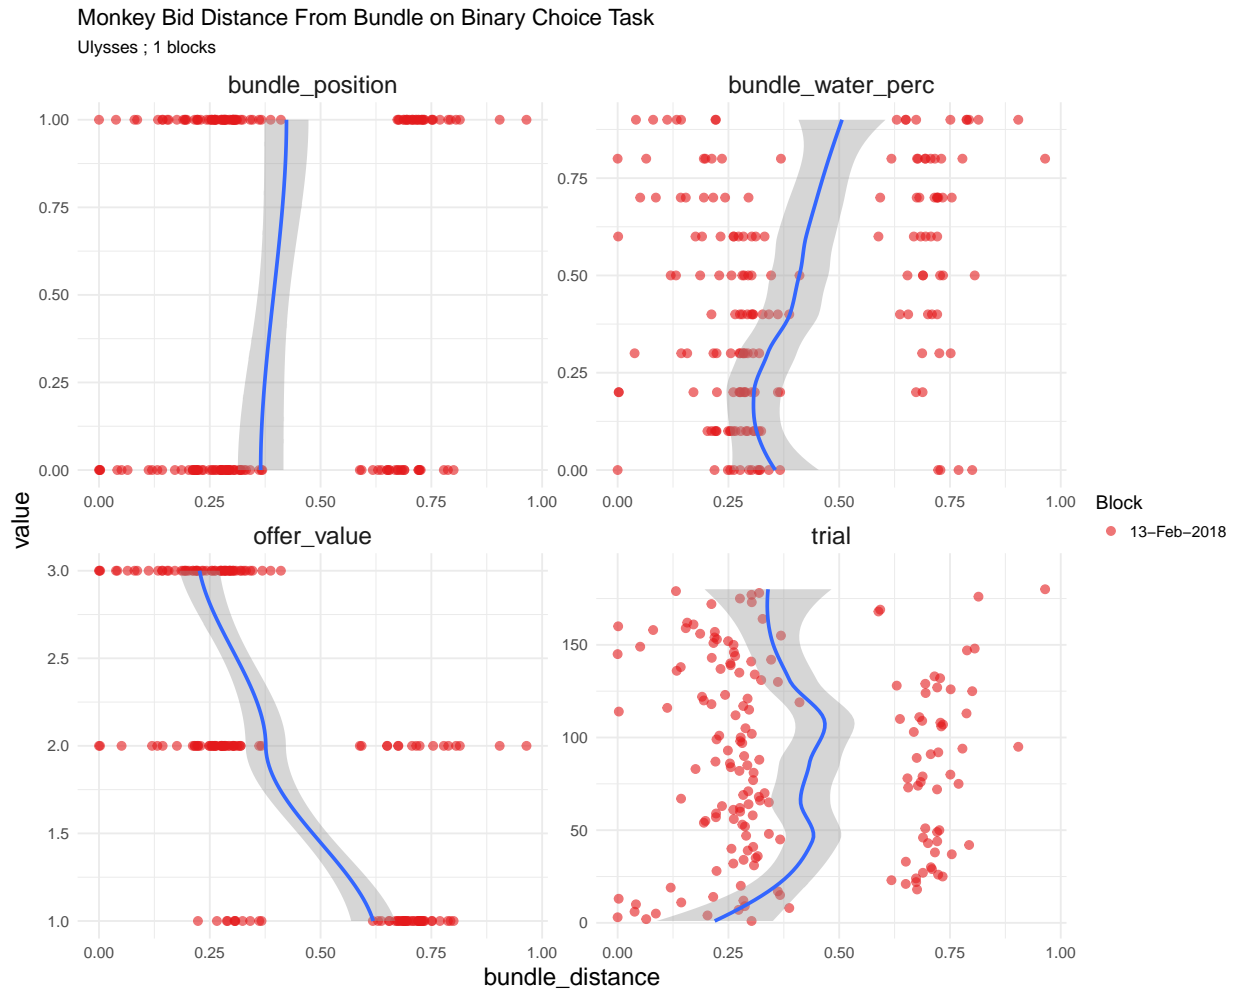 Monkey Bid Distance From Bundle on Binary Choice Task
Ulysses ; 1 blocks
bundle_position
bundle_water_perc
1.00
0.75
0.50
0.25
0.00
0.75
0.50
0.25
0.00
0.00 0.25 0.50 0.75 1.00
0.00 0.25 0.50 0.75 1.00
value
offer_value
trial
3.0
2.5
2.0
1.5
1.0
150
100
50
0
0.00 0.25 0.50 0.75 1.00
0.00 0.25 0.50 0.75 1.00
bundle_distance
Block
13−Feb−2018